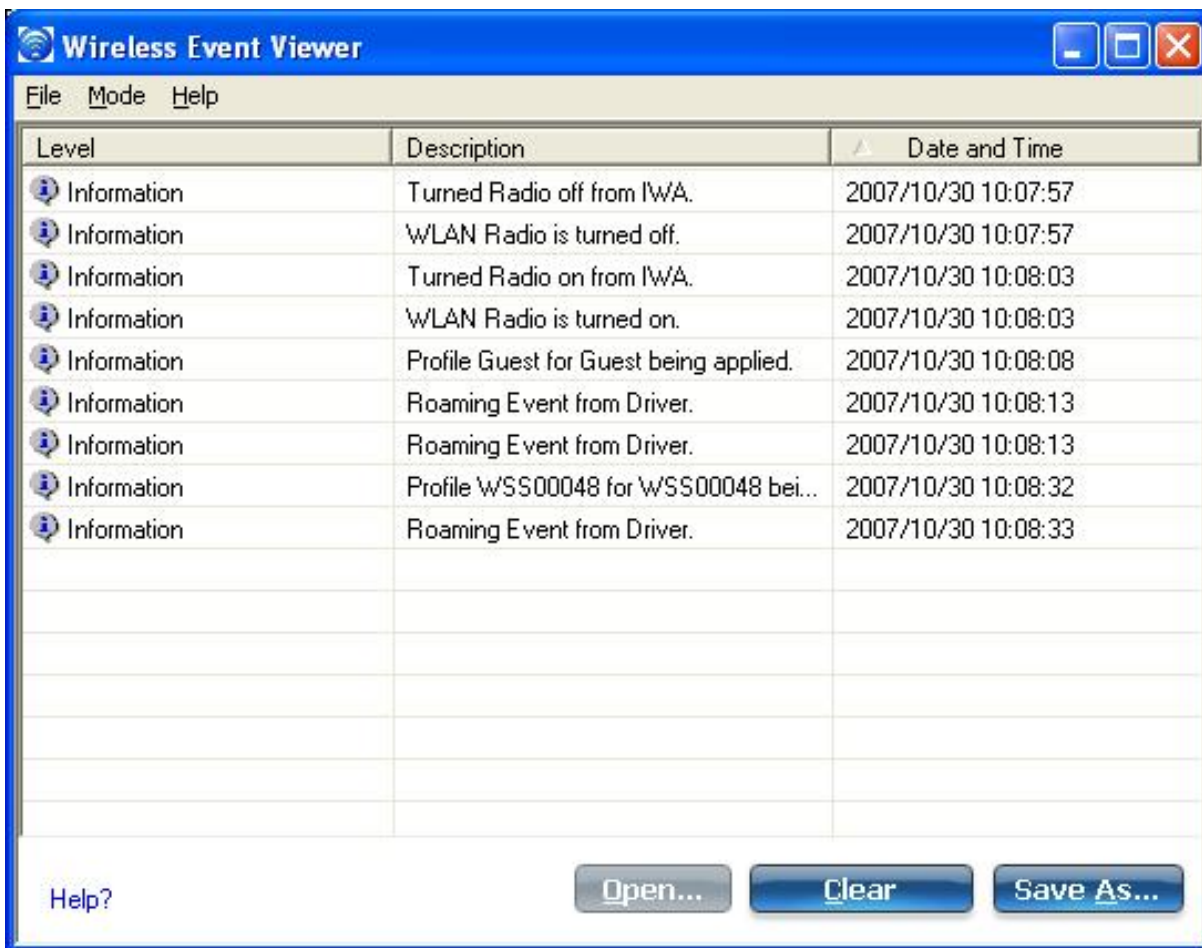 Wireless Event Viewer
File Mode Help
Level Description Date and Time
Information Turned Radio off from IWA. 2007/10/30 10:07:57
Information WLAN Radio is turned off. 2007/10/30 10:07:57
Information Turned Radio on from IWA. 2007/10/30 10:08:03
Information WLAN Radio is turned on. 2007/10/30 10:08:03
Information Profile Guest for Guest being applied. 2007/10/30 10:08:08
Information Roaming Event from Driver. 2007/10/30 10:08:13
Information Roaming Event from Driver. 2007/10/30 10:08:13
Information Profile WSS00048 for WSS00048 bei... 2007/10/30 10:08:32
Information Roaming Event from Driver. 2007/10/30 10:08:33
Help? Open... Clear Save As...